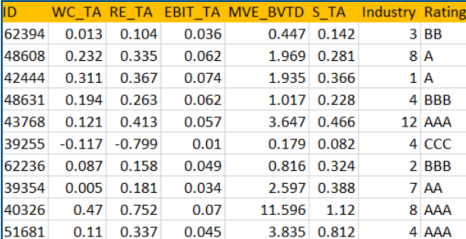 ID WC_TA RE_TA EBIT_TA MVE_BVTD S_TA Industry Rating
62394 0.013 0.104 0.036 0.447 0.142 3 BB
48608 0.232 0.335 0.062 1.969 0.281 8 A
42444 0.311 0.367 0.074 1.935 0.366 1 A
48631 0.194 0.263 0.062 1.017 0.228 4 BBB
43768 0.121 0.413 0.057 3.647 0.466 12 AAA
39255 -0.117 -0.799 0.01 0.179 0.082 4 CCC
62236 0.087 0.158 0.049 0.816 0.324 2 BBB
39354 0.005 0.181 0.034 2.597 0.388 7 AA
40326 0.47 0.752 0.07 11.596 1.12 8 AAA
51681 0.11 0.337 0.045 3.835 0.812 4 AAA